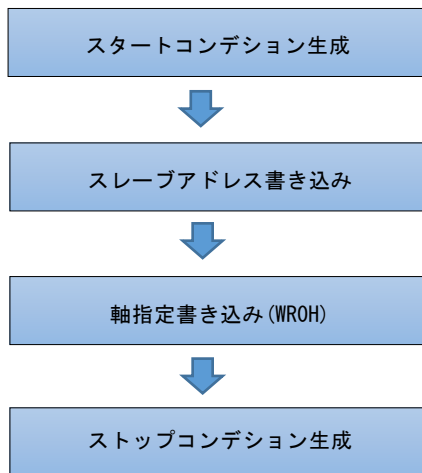 スタートコンデション生成
スレーブアドレス書き込み
軸指定書き込み(WR0H)
ストップコンデション生成